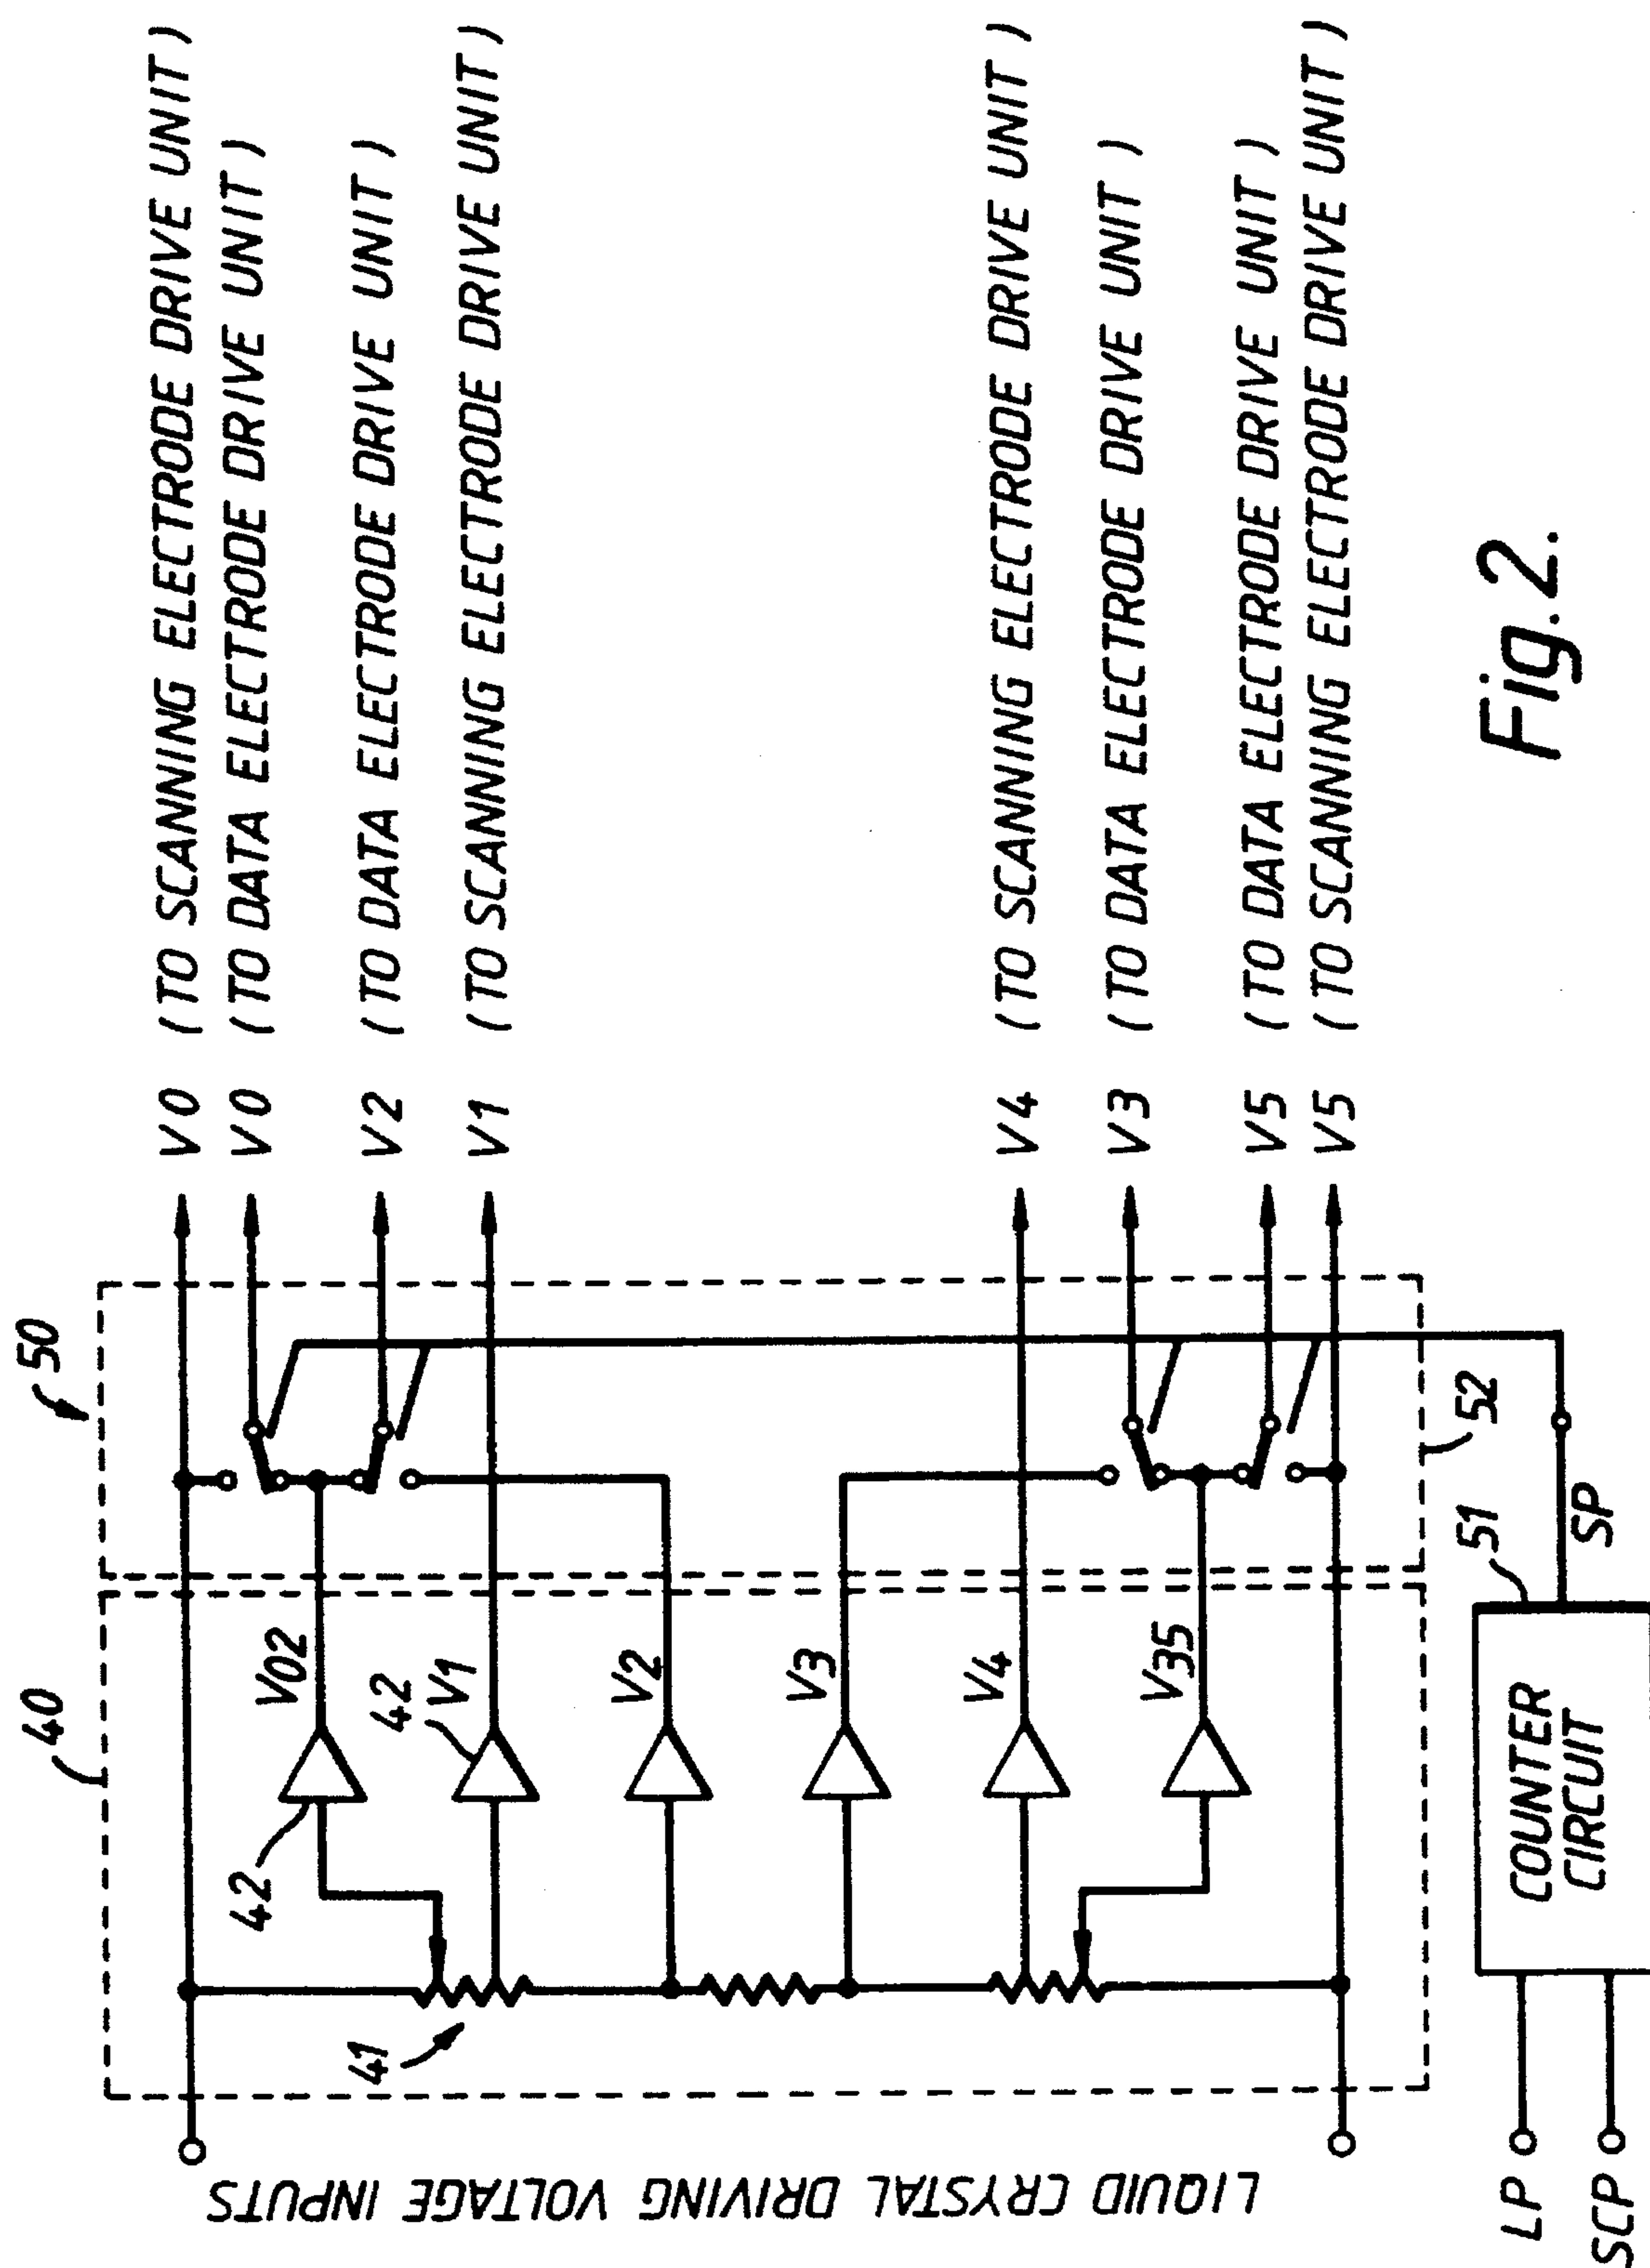 50
40
V0 (TO SCANNING ELECTRODE DRIVE UNIT)
V0 (TO DATA ELECTRODE DRIVE UNIT)
V02
42
V2 (TO DATA ELECTRODE DRIVE UNIT)
41
42
V1
V1 (TO SCANNING ELECTRODE DRIVE UNIT)
V2
LIQUID CRYSTAL DRIVING VOLTAGE INPUTS
V3
V4
V4 (TO SCANNING ELECTRODE DRIVE UNIT)
V3 (TO DATA ELECTRODE DRIVE UNIT)
V35
V5 (TO DATA ELECTRODE DRIVE UNIT)
V5 (TO SCANNING ELECTRODE DRIVE UNIT)
52
51
LP
COUNTER
CIRCUIT
SP
SCP
Fig.2.